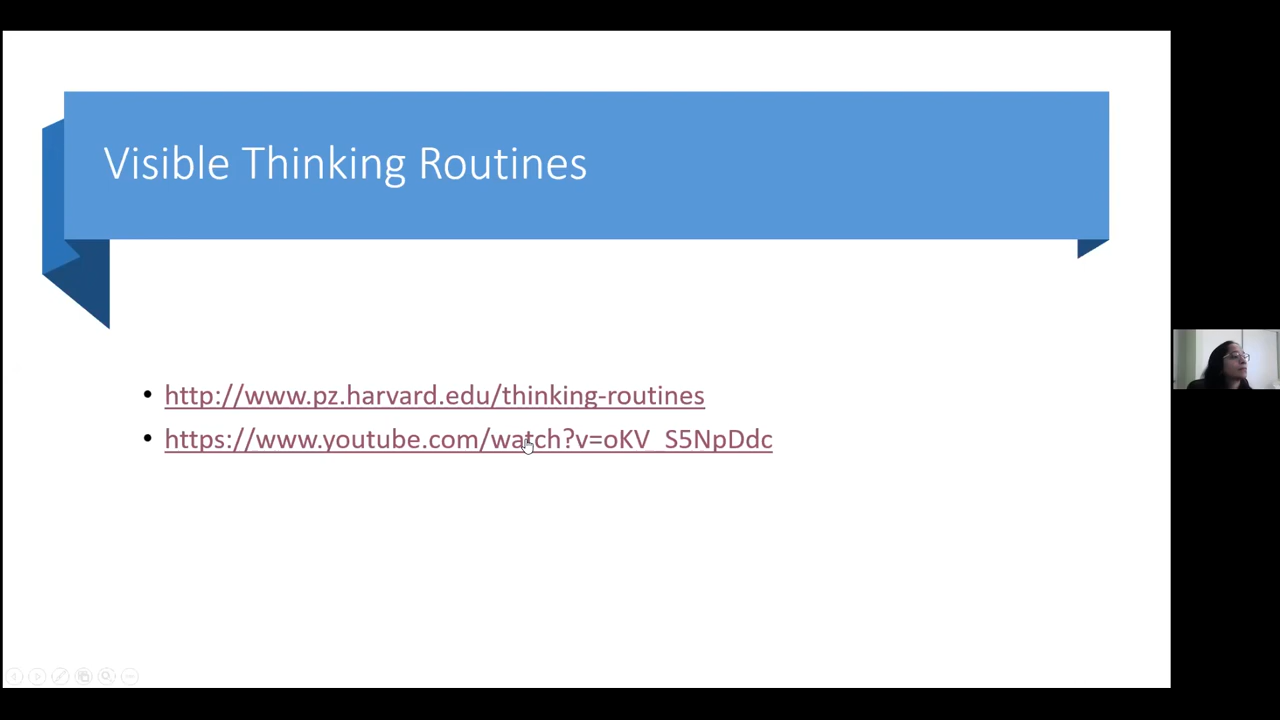 Visible Thinking Routines
• http://www.pz.harvard.edu/thinking-routines
• https://www.youtube.com/watch?v=oKV_S5NpDdc